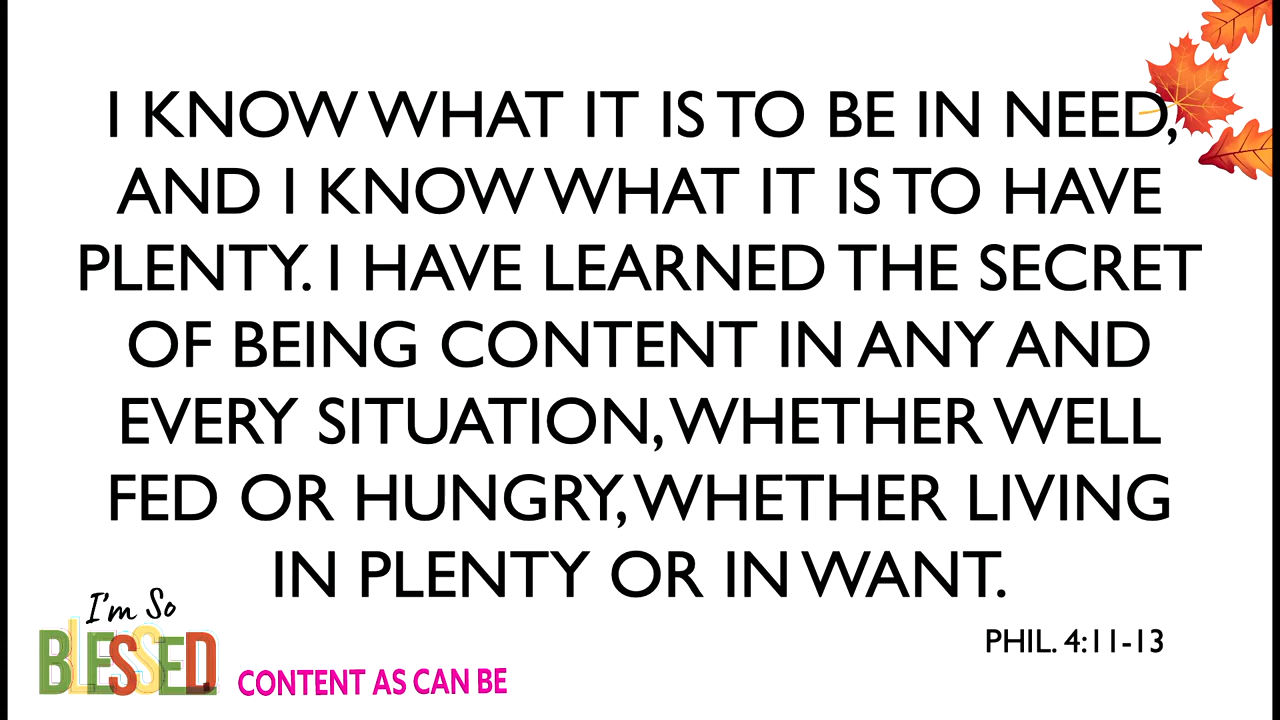 I KNOW WHAT IT IS TO BE IN NEED,
AND I KNOW WHAT IT IS TO HAVE
PLENTY. I HAVE LEARNED THE SECRET
OF BEING CONTENT IN ANY AND
EVERY SITUATION, WHETHER WELL
FED OR HUNGRY, WHETHER LIVING
IN PLENTY OR IN WANT.
PHIL. 4:11-13
I'm So
BLESSED.
CONTENT AS CAN BE